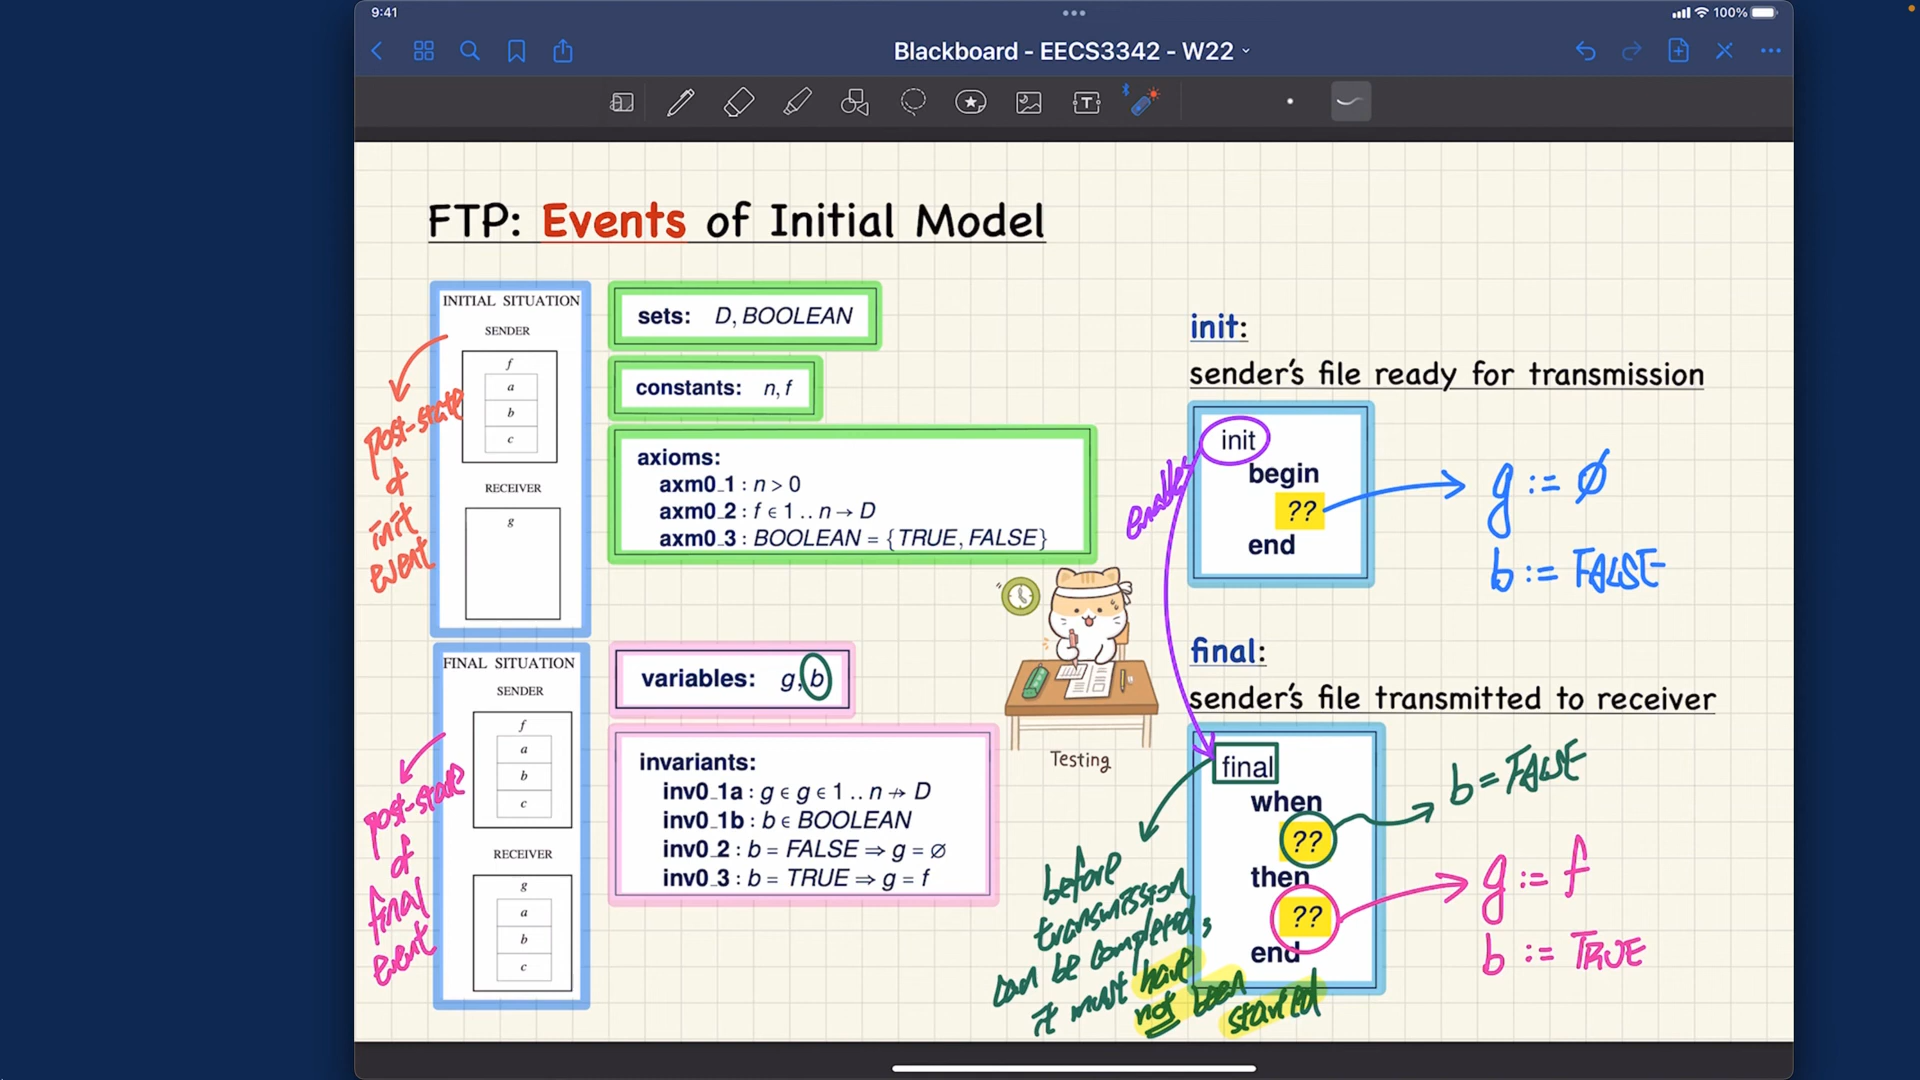 9:41
100%
Blackboard - EECS3342 - W22
FTP: Events of Initial Model
INITIAL SITUATION
SENDER
f
a
b
c
RECEIVER
g
post-state
of
init
event
sets: D, BOOLEAN
constants: n, f
axioms:
axm0_1 : n > 0
axm0_2 : f ∈ 1 .. n → D
axm0_3 : BOOLEAN = {TRUE, FALSE}
FINAL SITUATION
SENDER
f
a
b
c
RECEIVER
g
a
b
c
post-state
of
final
event
variables: g, b
invariants:
inv0_1a : g ∈ g ∈ 1 .. n ⇸ D
inv0_1b : b ∈ BOOLEAN
inv0_2 : b = FALSE ⇒ g = ∅
inv0_3 : b = TRUE ⇒ g = f
Testing
init:
sender's file ready for transmission
init
begin
??
end
enables
g := ∅
b := FALSE
final:
sender's file transmitted to receiver
final
when
??
then
??
end
b = FALSE
g := f
b := TRUE
before
transmission
can be completed,
it must have
not been
started